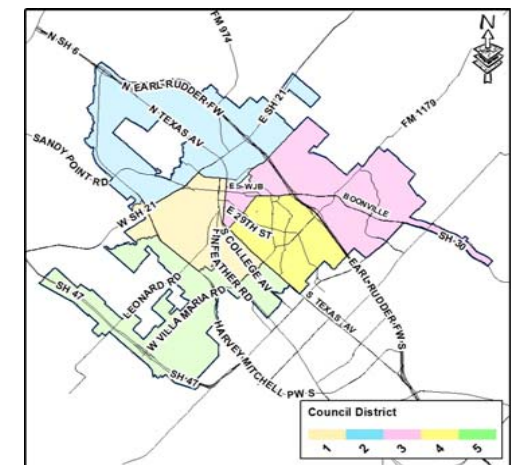 N
FM 974
N SH 6
N EARL RUDDER FW
E SH 21
N TEXAS AV
FM 1179
SANDY POINT RD
E WJB
BOONVILLE
W SH 21
E 29TH ST
SH 30
S COLLEGE AV
FINFEATHER RD
EARL RUDDER FW S
SH 47
LEONARD RD
W VILLA MARIA RD
S TEXAS AV
HARVEY MITCHELL PW S
SH 47
Council District
1 2 3 4 5